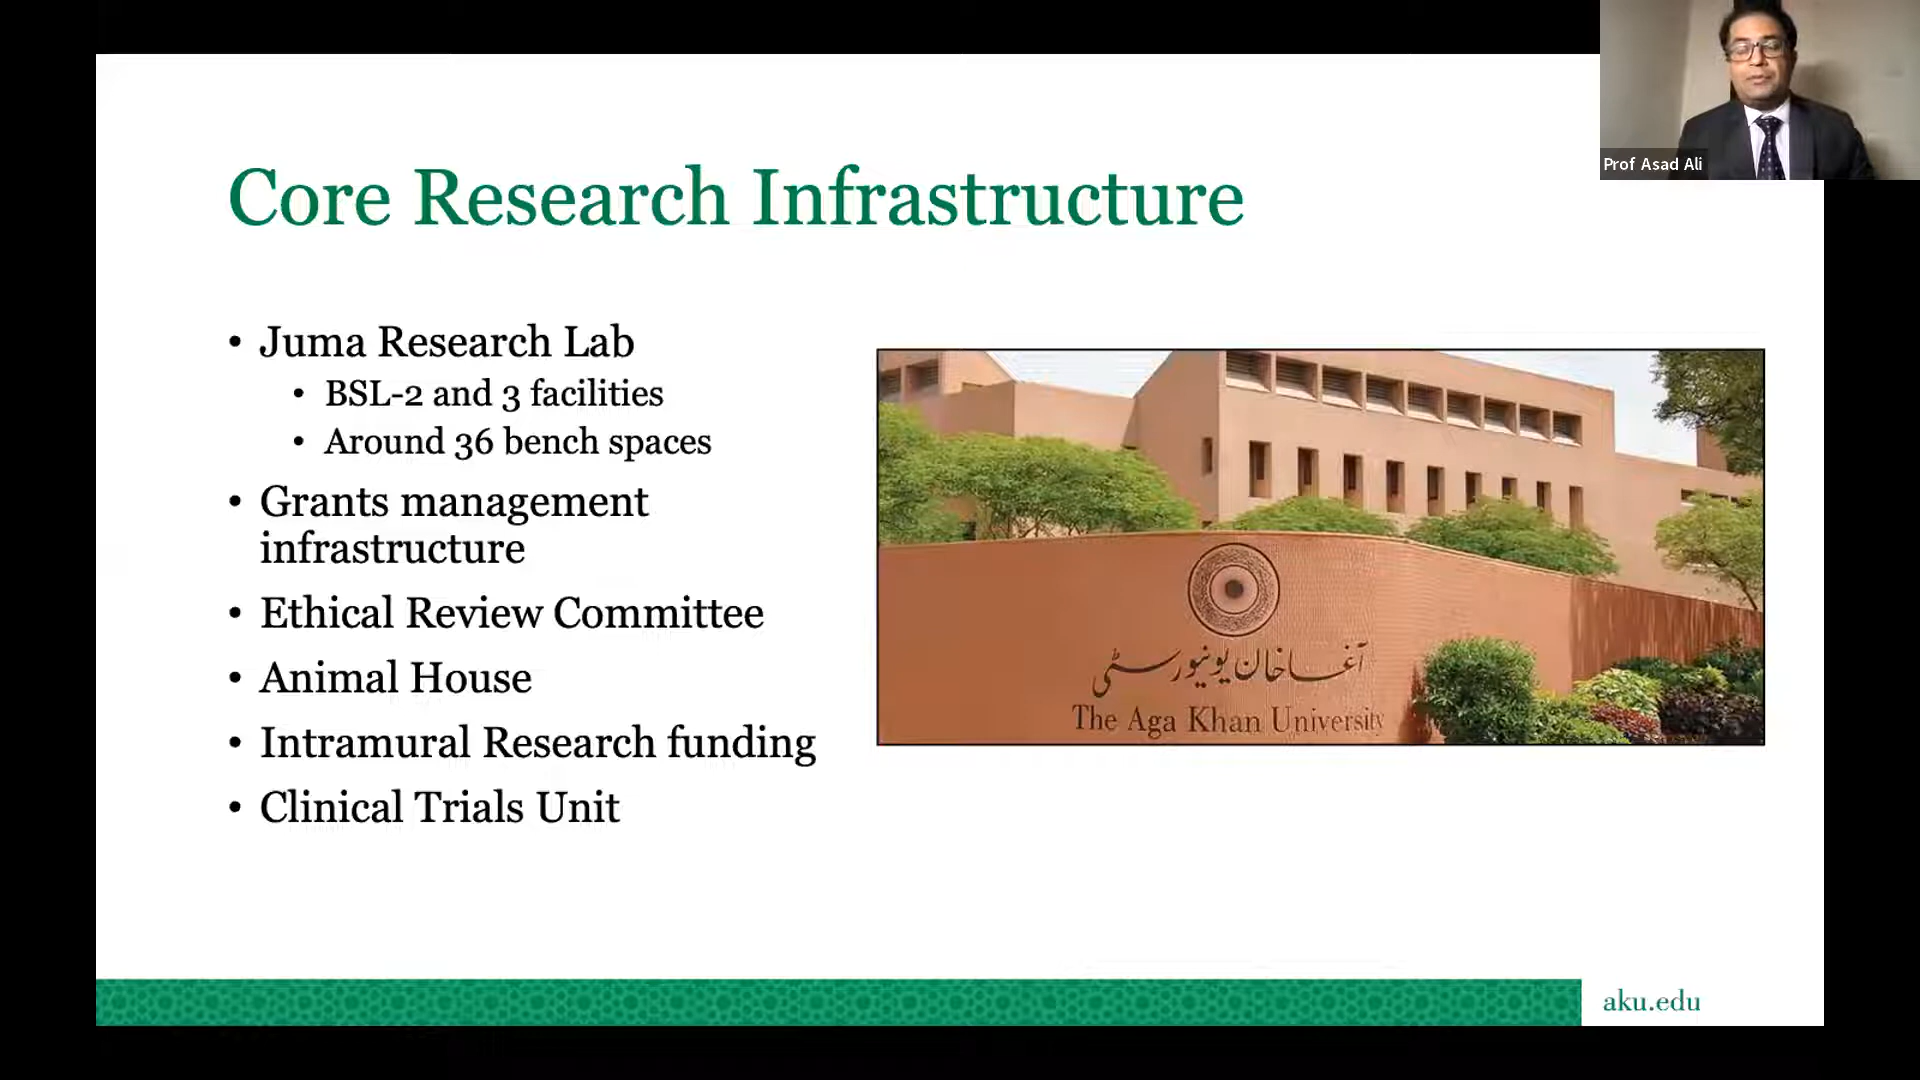 Prof Asad Ali
Core Research Infrastructure
• Juma Research Lab
• BSL-2 and 3 facilities
• Around 36 bench spaces
• Grants management
infrastructure
• Ethical Review Committee
• Animal House
• Intramural Research funding
• Clinical Trials Unit
آغا خان یونیورسٹی
The Aga Khan University
aku.edu